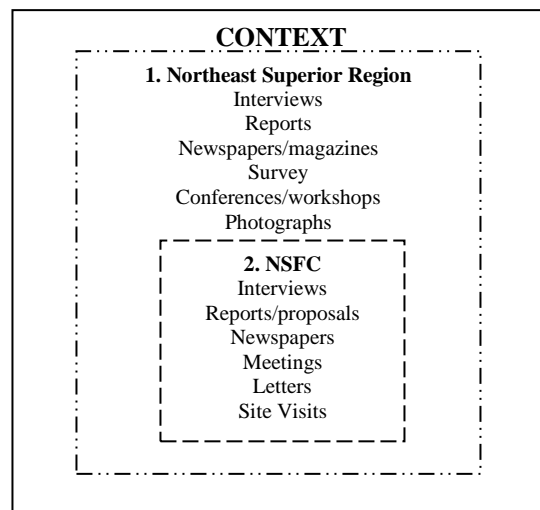 CONTEXT
1. Northeast Superior Region
Interviews
Reports
Newspapers/magazines
Survey
Conferences/workshops
Photographs
2. NSFC
Interviews
Reports/proposals
Newspapers
Meetings
Letters
Site Visits